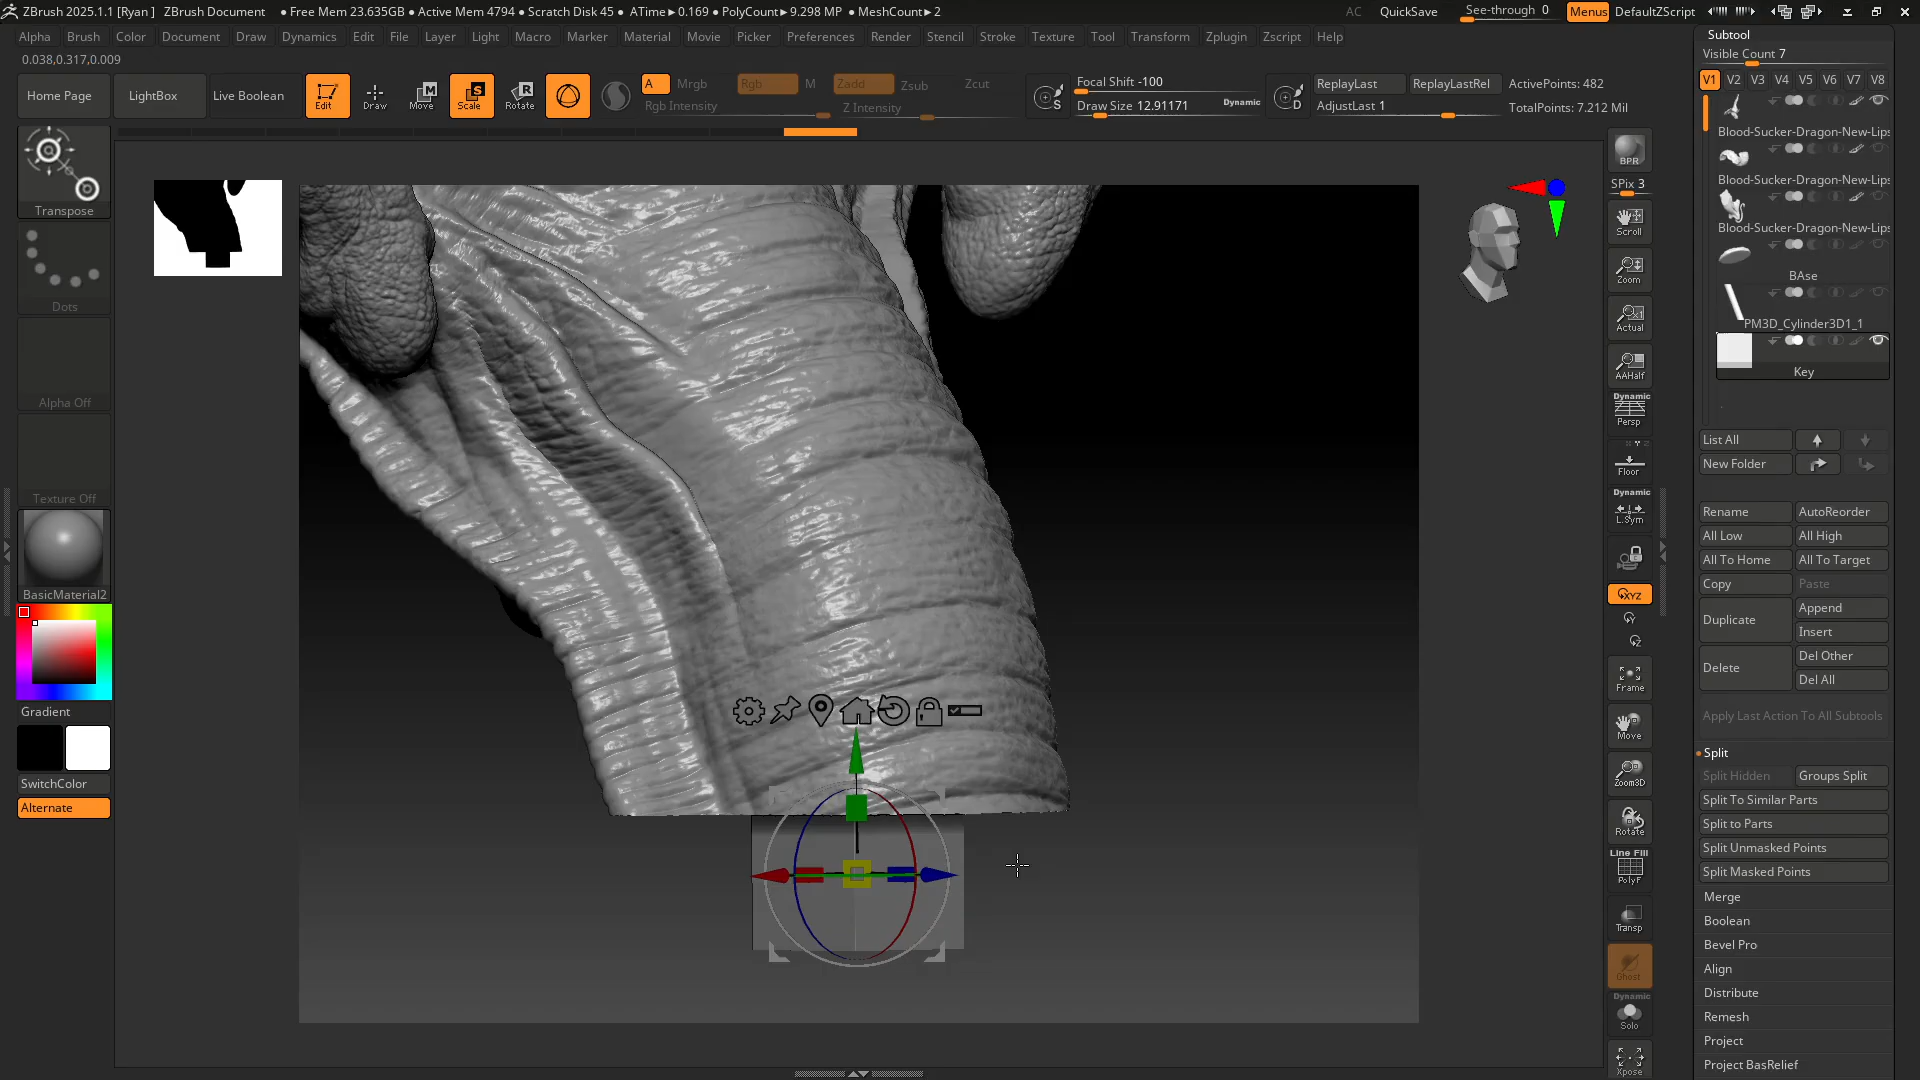 ZBrush 2025.1.1 [Ryan ] ZBrush Document ● Free Mem 23.635GB ● Active Mem 4794 ● Scratch Disk 45 ● ATime►0.169 ● PolyCount►9.298 MP ● MeshCount►2 AC QuickSave See-through 0 Menus DefaultZScript
Alpha Brush Color Document Draw Dynamics Edit File Layer Light Macro Marker Material Movie Picker Preferences Render Stencil Stroke Texture Tool Transform Zplugin Zscript Help
0.038,0.317,0.009
Home Page LightBox Live Boolean Edit Draw Move Scale Rotate
A Mrgb Rgb M Zadd Zsub Zcut
Rgb Intensity Z Intensity
Focal Shift -100
Draw Size 12.91171 Dynamic
ReplayLast ReplayLastRel ActivePoints: 482
AdjustLast 1 TotalPoints: 7.212 Mil
Transpose
Dots
Alpha Off
Texture Off
BasicMaterial2
Gradient
SwitchColor
Alternate
BPR
SPix 3
Scroll
Zoom
Actual
AAHalf
Dynamic
Persp
Floor
Dynamic
L.Sym
XYZ
Y
Z
Frame
Move
Zoom3D
Rotate
Line Fill
PolyF
Transp
Ghost
Dynamic
Solo
Xpose
Subtool
Visible Count 7
V1 V2 V3 V4 V5 V6 V7 V8
Blood-Sucker-Dragon-New-Lips
Blood-Sucker-Dragon-New-Lips
Blood-Sucker-Dragon-New-Lips
BAse
PM3D_Cylinder3D1_1
Key
List All
New Folder
Rename AutoReorder
All Low All High
All To Home All To Target
Copy Paste
Duplicate Append
Insert
Delete Del Other
Del All
Apply Last Action To All Subtools
Split
Split Hidden Groups Split
Split To Similar Parts
Split to Parts
Split Unmasked Points
Split Masked Points
Merge
Boolean
Bevel Pro
Align
Distribute
Remesh
Project
Project BasRelief